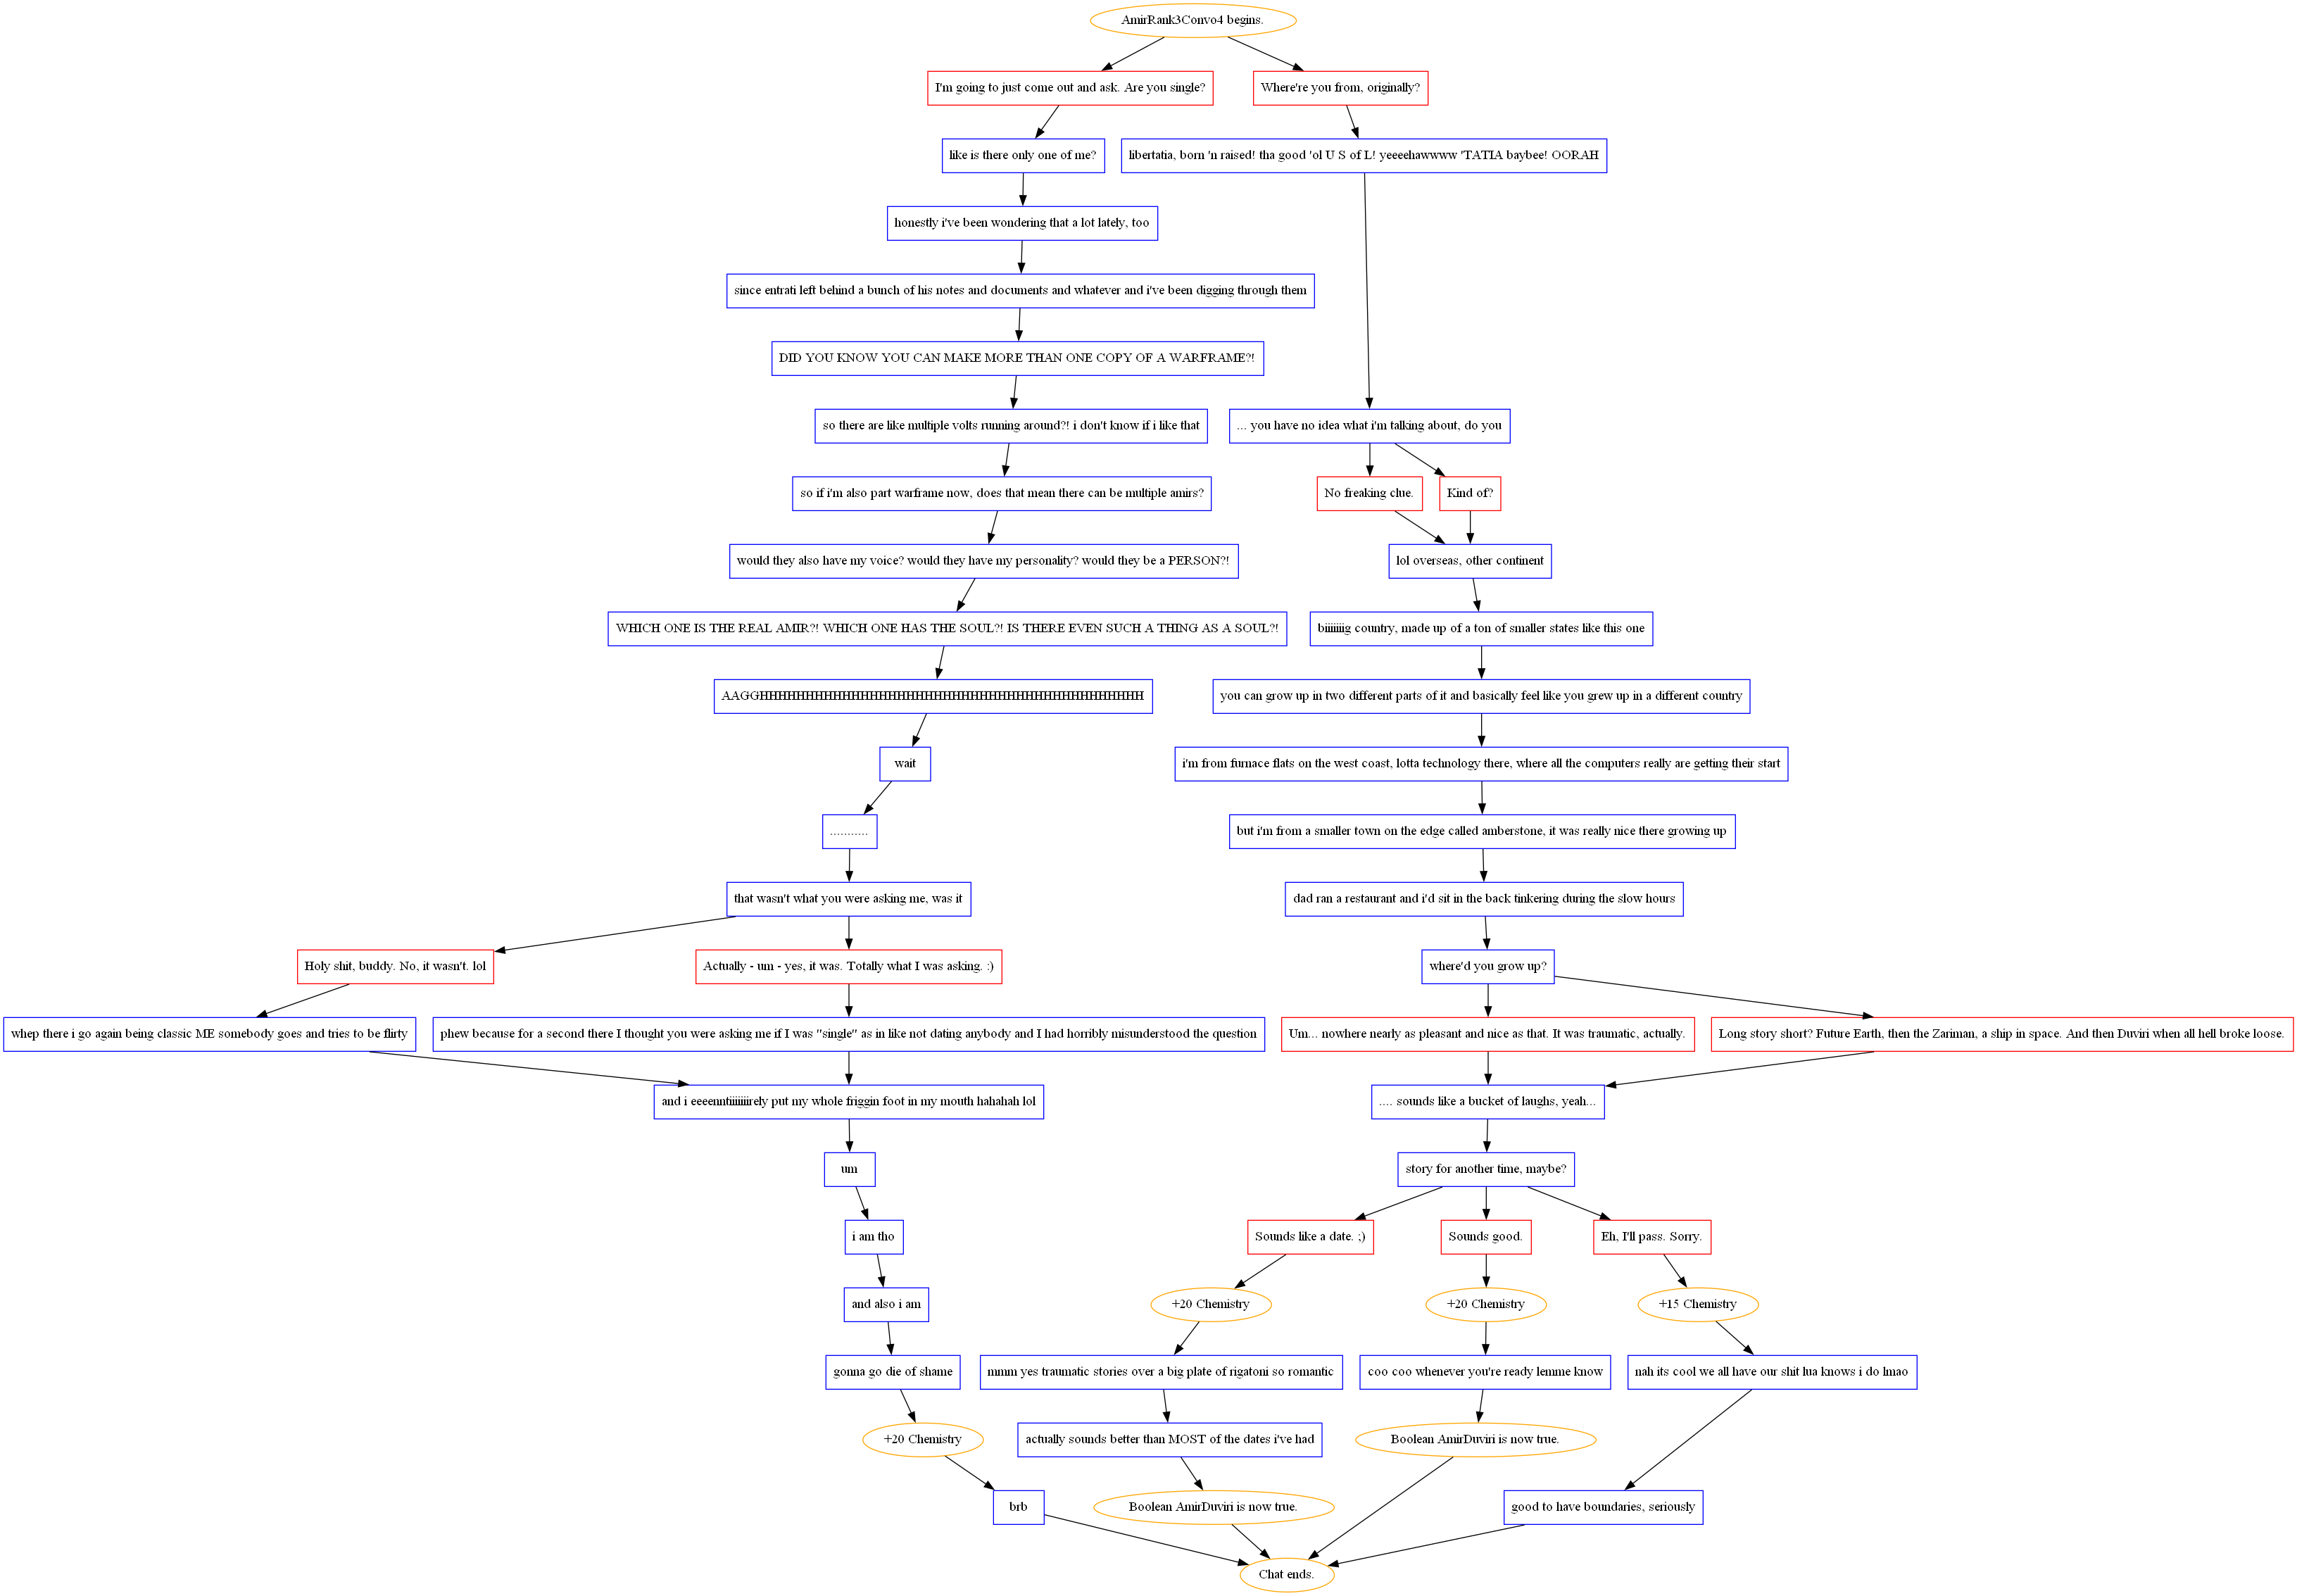 AmirRank3Convo4 begins.
I'm going to just come out and ask. Are you single?
Where're you from, originally?
like is there only one of me?
libertatia, born 'n raised! tha good 'ol U S of L! yeeeehawwww 'TATIA baybee! OORAH
honestly i've been wondering that a lot lately, too
since entrati left behind a bunch of his notes and documents and whatever and i've been digging through them
DID YOU KNOW YOU CAN MAKE MORE THAN ONE COPY OF A WARFRAME?!
so there are like multiple volts running around?! i don't know if i like that
... you have no idea what i'm talking about, do you
so if i'm also part warframe now, does that mean there can be multiple amirs?
No freaking clue.
Kind of?
would they also have my voice? would they have my personality? would they be a PERSON?!
lol overseas, other continent
WHICH ONE IS THE REAL AMIR?! WHICH ONE HAS THE SOUL?! IS THERE EVEN SUCH A THING AS A SOUL?!
biiiiiiig country, made up of a ton of smaller states like this one
AAGGHHHHHHHHHHHHHHHHHHHHHHHHHHHHHHHHHHHHHHHHHH
you can grow up in two different parts of it and basically feel like you grew up in a different country
wait
i'm from furnace flats on the west coast, lotta technology there, where all the computers really are getting their start
...........
but i'm from a smaller town on the edge called amberstone, it was really nice there growing up
that wasn't what you were asking me, was it
dad ran a restaurant and i'd sit in the back tinkering during the slow hours
Holy shit, buddy. No, it wasn't. lol
Actually - um - yes, it was. Totally what I was asking. :)
where'd you grow up?
whep there i go again being classic ME somebody goes and tries to be flirty
phew because for a second there I thought you were asking me if I was "single" as in like not dating anybody and I had horribly misunderstood the question
Um... nowhere nearly as pleasant and nice as that. It was traumatic, actually.
Long story short? Future Earth, then the Zariman, a ship in space. And then Duviri when all hell broke loose.
and i eeeenntiiiiiiirely put my whole friggin foot in my mouth hahahah lol
.... sounds like a bucket of laughs, yeah...
um
story for another time, maybe?
i am tho
Sounds like a date. ;)
Sounds good.
Eh, I'll pass. Sorry.
and also i am
+20 Chemistry
+20 Chemistry
+15 Chemistry
gonna go die of shame
mmm yes traumatic stories over a big plate of rigatoni so romantic
coo coo whenever you're ready lemme know
nah its cool we all have our shit lua knows i do lmao
+20 Chemistry
actually sounds better than MOST of the dates i've had
Boolean AmirDuviri is now true.
brb
Boolean AmirDuviri is now true.
good to have boundaries, seriously
Chat ends.